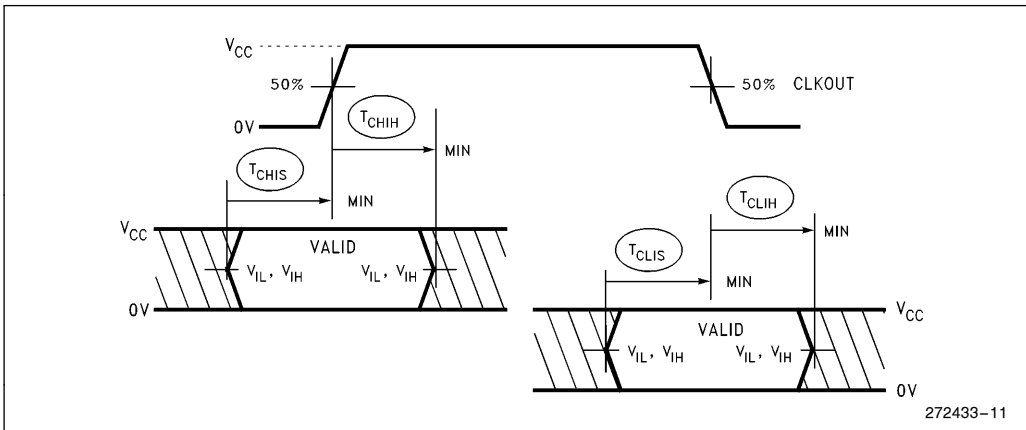 V_CC
50%
50% CLKOUT
T_CHIH
0V
MIN
T_CHIS
MIN
T_CLIH
V_CC
VALID
MIN
T_CLIS
V_IL, V_IH
V_IL, V_IH
MIN
0V
V_CC
VALID
V_IL, V_IH
V_IL, V_IH
0V
272433-11